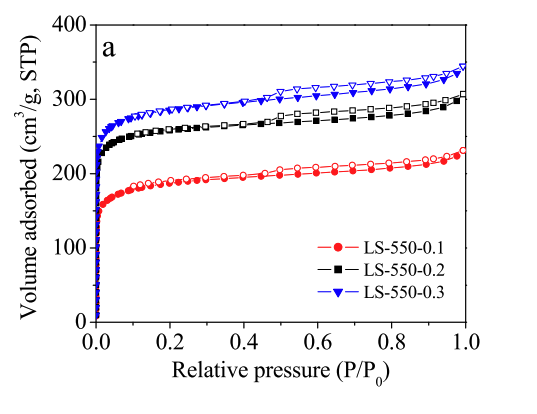 a
400
300
200
100
0
Volume adsorbed (cm³/g, STP)
LS-550-0.1
LS-550-0.2
LS-550-0.3
0.0 0.2 0.4 0.6 0.8 1.0
Relative pressure (P/P₀)